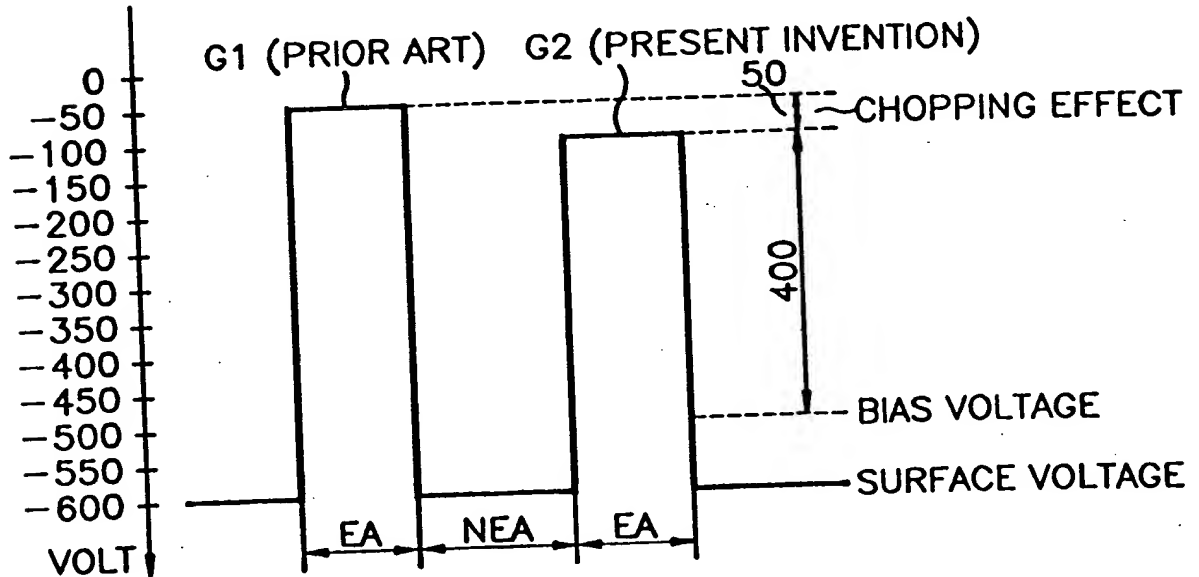 G1 (PRIOR ART)
G2 (PRESENT INVENTION)
0
-50
-100
-150
-200
-250
-300
-350
-400
-450
-500
-550
-600
VOLT
50
CHOPPING EFFECT
400
BIAS VOLTAGE
SURFACE VOLTAGE
EA
NEA
EA